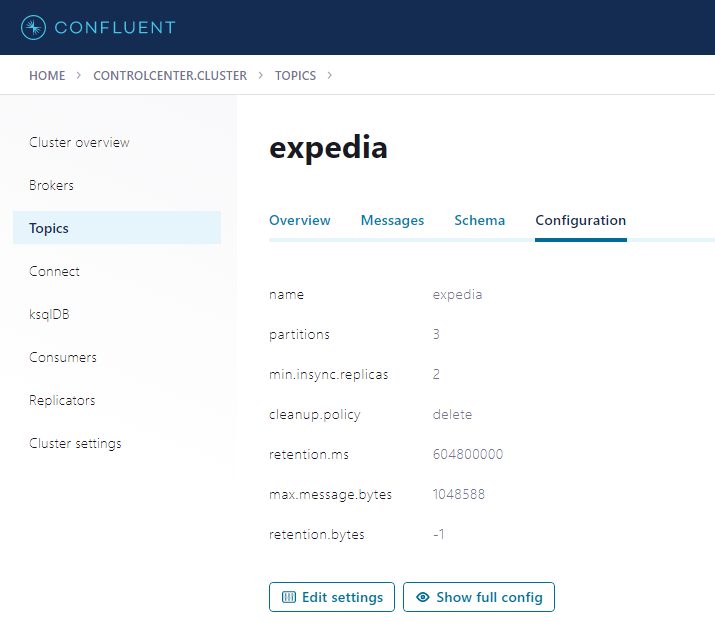 CONFLUENT
HOME > CONTROLCENTER.CLUSTER > TOPICS >
Cluster overview
Brokers
Topics
Connect
ksqlDB
Consumers
Replicators
Cluster settings
expedia
Overview Messages Schema Configuration
name expedia
partitions 3
min.insync.replicas 2
cleanup.policy delete
retention.ms 604800000
max.message.bytes 1048588
retention.bytes -1
Edit settings Show full config